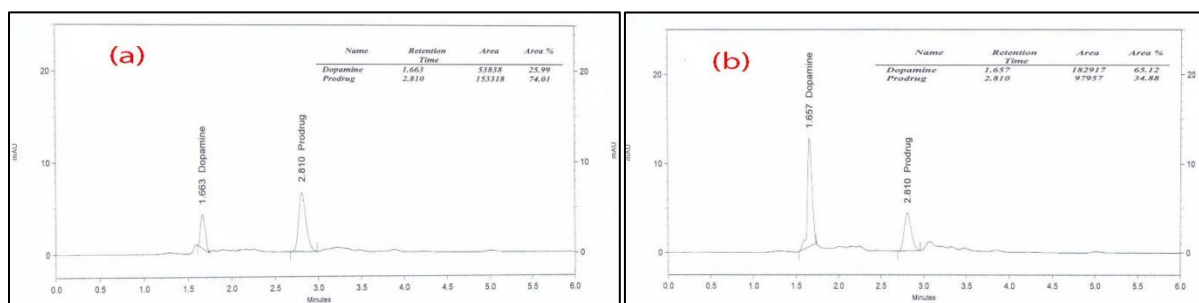 (a)
Name Retention Time Area Area %
Dopamine 1.663 53838 25.99
Prodrug 2.810 153318 74.01
20
20
mAU
10
10
mAU
1.663 Dopamine
2.810 Prodrug
0
0
0.0 0.5 1.0 1.5 2.0 2.5 3.0 3.5 4.0 4.5 5.0 5.5 6.0
Minutes
(b)
Name Retention Time Area Area %
Dopamine 1.657 182917 65.12
Prodrug 2.810 97957 34.88
20
20
mAU
10
10
mAU
1.657 Dopamine
2.810 Prodrug
0
0
0.0 0.5 1.0 1.5 2.0 2.5 3.0 3.5 4.0 4.5 5.0 5.5 6.0
Minutes